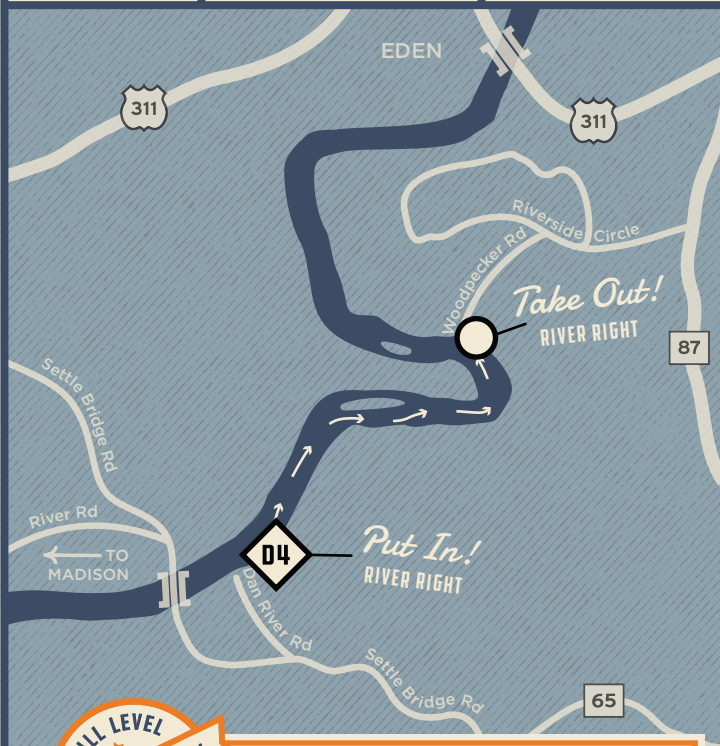 EDEN
311
311
Riverside Circle
Woodpecker Rd
Take Out!
RIVER RIGHT
87
Settle Bridge Rd
River Rd
TO
MADISON
D4
Put In!
RIVER RIGHT
Dan River Rd
Settle Bridge Rd
65
LL LEVEL